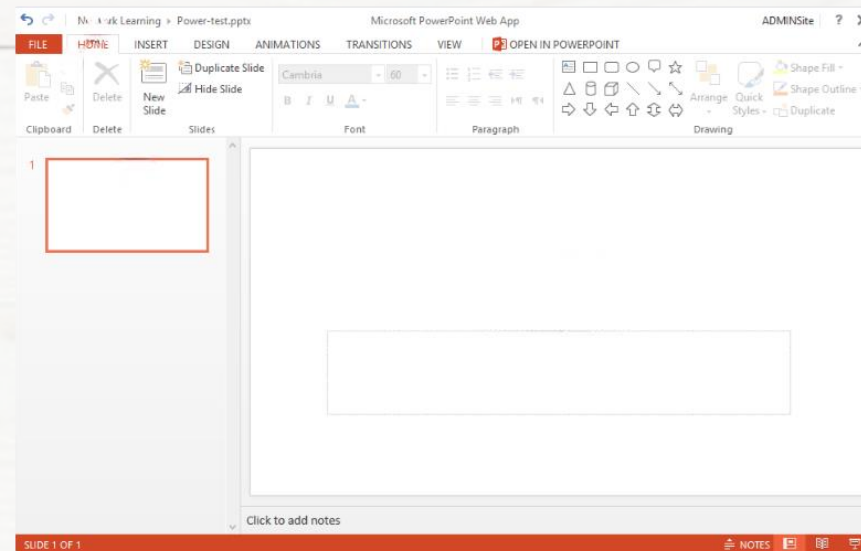 Learning ▸ Power-test.pptx Microsoft PowerPoint Web App ADMINSite ?
FILE HOME INSERT DESIGN ANIMATIONS TRANSITIONS VIEW OPEN IN POWERPOINT
Paste Delete New Slide Duplicate Slide
Hide Slide
Cambria 60
B I U A
Arrange Quick Styles Shape Fill
Shape Outline
Duplicate
Clipboard Delete Slides Font Paragraph Drawing
1
Click to add notes
SLIDE 1 OF 1 NOTES